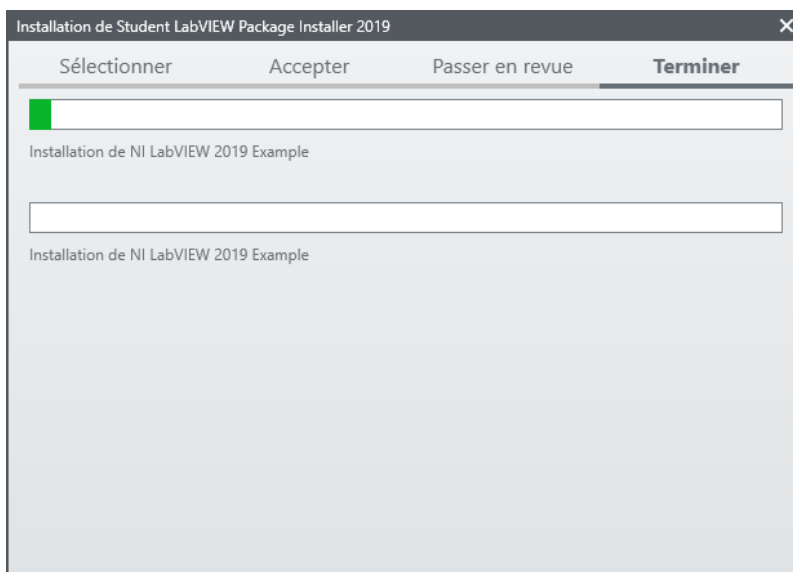 Installation de Student LabVIEW Package Installer 2019
Sélectionner Accepter Passer en revue Terminer
Installation de NI LabVIEW 2019 Example
Installation de NI LabVIEW 2019 Example